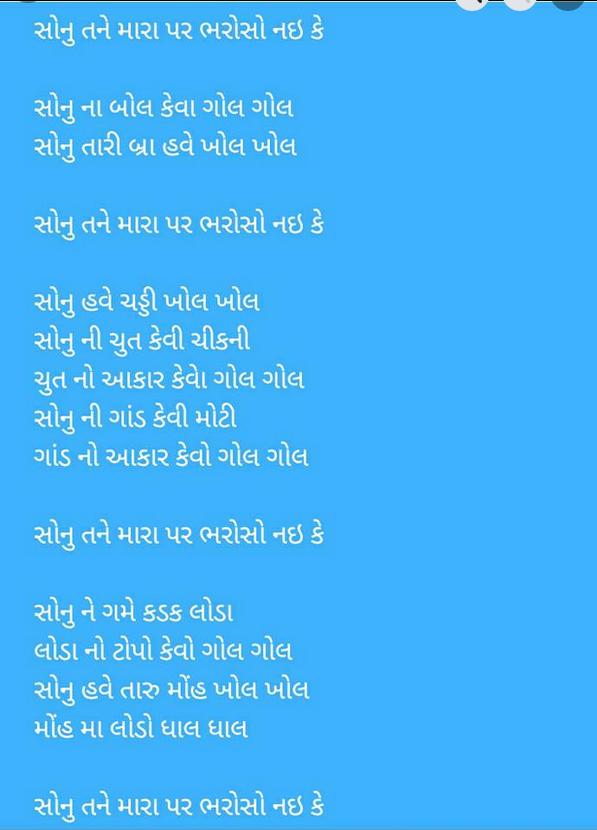 સોનુ તને મારા પર ભરોસો નઇ કે
સોનુ ના બોલ કેવા ગોલ ગોલ
સોનુ તારી બ્રા હવે ખોલ ખોલ
સોનુ તને મારા પર ભરોસો નઇ કે
સોનુ હવે ચડ્ડી ખોલ ખોલ
સોનુ ની ચુત કેવી ચીકની
ચુત નો આકાર કેવાે ગોલ ગોલ
સોનુ ની ગાંડ કેવી મોટી
ગાંડ નો આકાર કેવો ગોલ ગોલ
સોનુ તને મારા પર ભરોસો નઇ કે
સોનુ ને ગમે કડક લોડા
લોડા નો ટોપો કેવો ગોલ ગોલ
સોનુ હવે તારુ મોંહ ખોલ ખોલ
મોંહ મા લોડો ધાલ ધાલ
સોનુ તને મારા પર ભરોસો નઇ કે